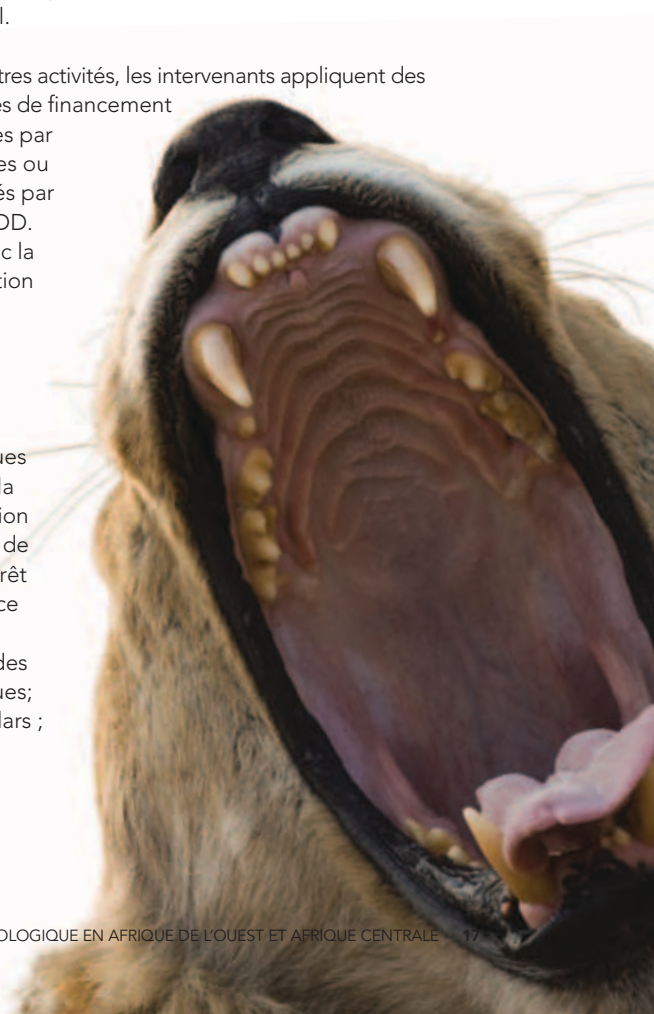 l.
tres activités, les intervenants appliquent des
es de financement
es par
es ou
és par
DD.
c la
tion
ues
la
ion
de
rêt
ce
des
ues;
lars ;
OLOGIQUE EN AFRIQUE DE L'OUEST ET AFRIQUE CENTRALE 17